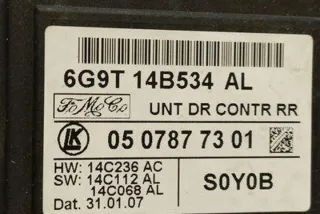 6G9T 14B534 AL
FoMoCo
UNT DR CONTR RR
LK
05 0787 73 01
HW: 14C236 AC
SW: 14C112 AL
14C068 AL
S0Y0B
Dat. 31.01.07